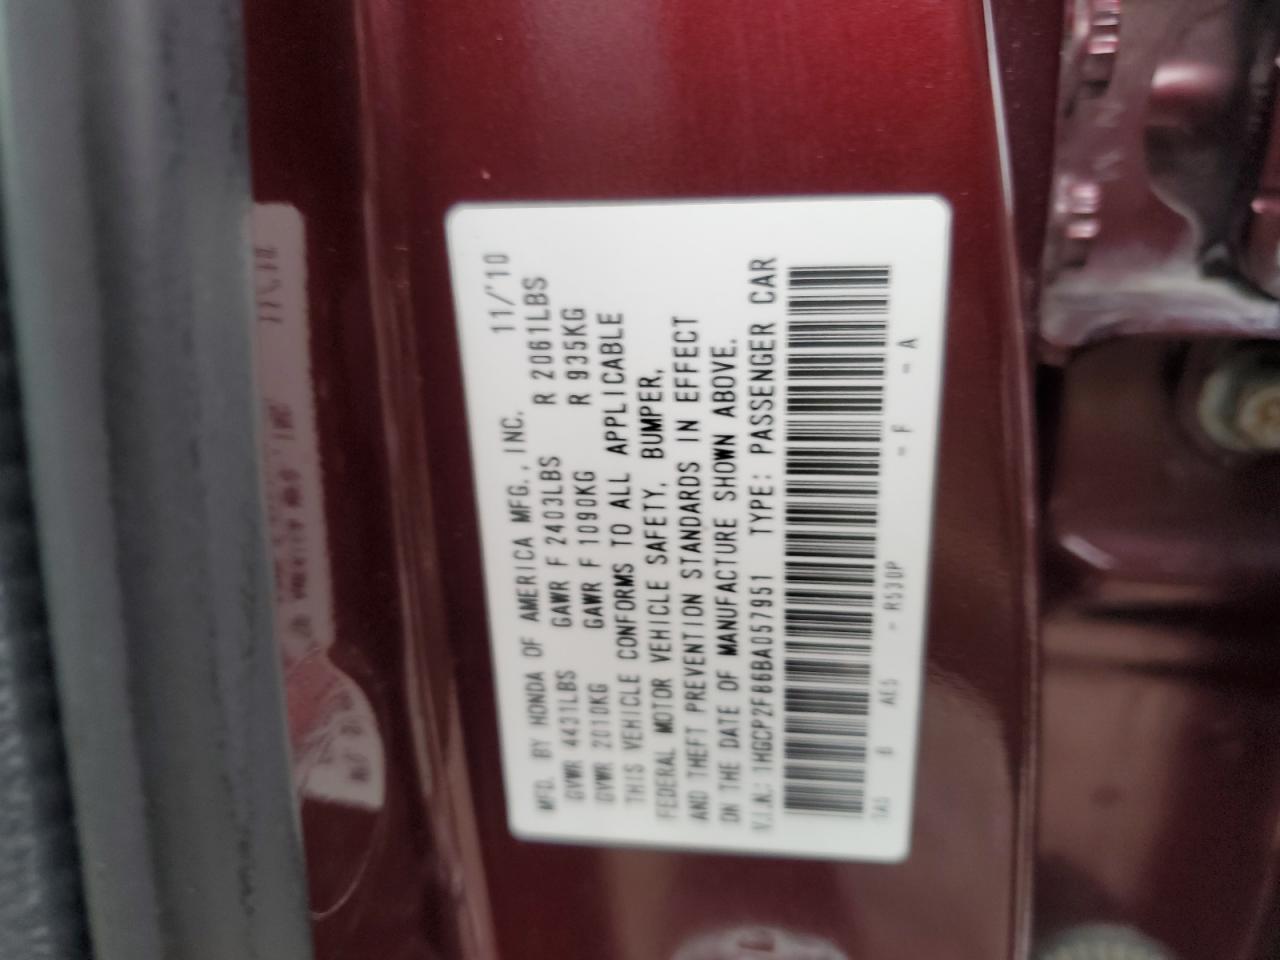 MFD. BY HONDA OF AMERICA MFG., INC. 11/'10
GVWR 4431LBS GAWR F 2403LBS R 2061LBS
GVWR 2010KG GAWR F 1090KG R 935KG
THIS VEHICLE CONFORMS TO ALL APPLICABLE
FEDERAL MOTOR VEHICLE SAFETY, BUMPER,
AND THEFT PREVENTION STANDARDS IN EFFECT
ON THE DATE OF MANUFACTURE SHOWN ABOVE.
V.I.N.: 1HGCP2F86BA057951 TYPE: PASSENGER CAR
- R530P - F - A